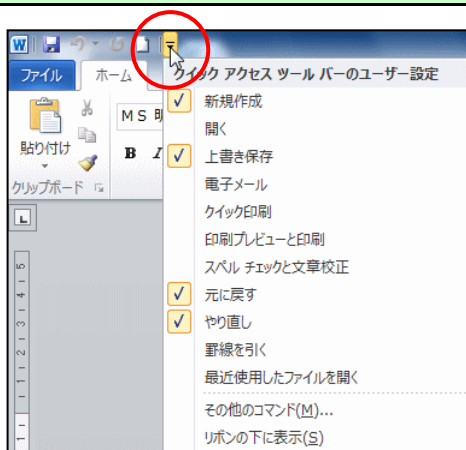 W
ファイル ホーム クイック アクセス ツール バーのユーザー設定
新規作成
MS 明
開く
貼り付け
B I
上書き保存
電子メール
クリップボード
クイック印刷
L
印刷プレビューと印刷
スペル チェックと文章校正
元に戻す
やり直し
罫線を引く
最近使用したファイルを開く
その他のコマンド(M)...
リボンの下に表示(S)
5
4
3
2
1
1